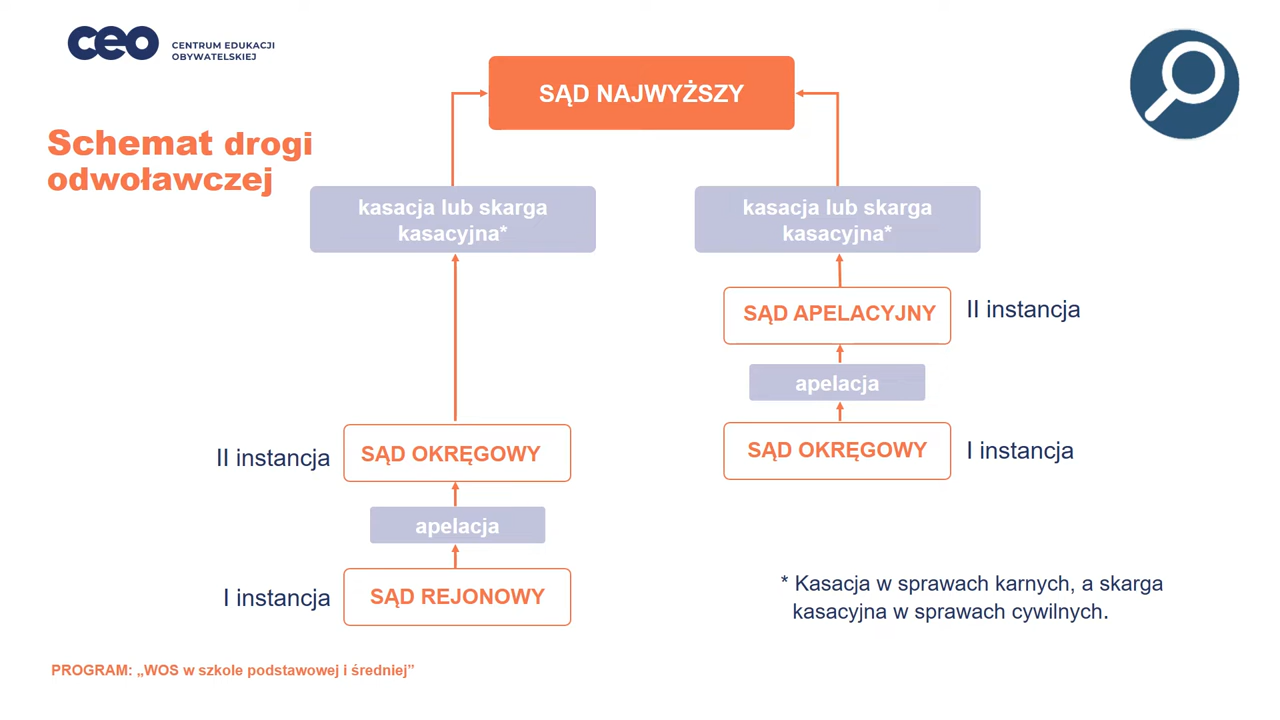 ceo
CENTRUM EDUKACJI
OBYWATELSKIEJ
SĄD NAJWYŻSZY
Schemat drogi
odwoławczej
kasacja lub skarga
kasacyjna*
kasacja lub skarga
kasacyjna*
SĄD APELACYJNY
II instancja
apelacja
SĄD OKRĘGOWY
I instancja
II instancja
SĄD OKRĘGOWY
apelacja
I instancja
SĄD REJONOWY
* Kasacja w sprawach karnych, a skarga
kasacyjna w sprawach cywilnych.
PROGRAM: „WOS w szkole podstawowej i średniej”